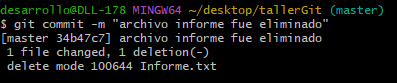 desarrollo@DLL-178 MINGW64 ~/desktop/tallerGit (master)
$ git commit -m "archivo informe fue eliminado"
[master 34b47c7] archivo informe fue eliminado
 1 file changed, 1 deletion(-)
 delete mode 100644 Informe.txt